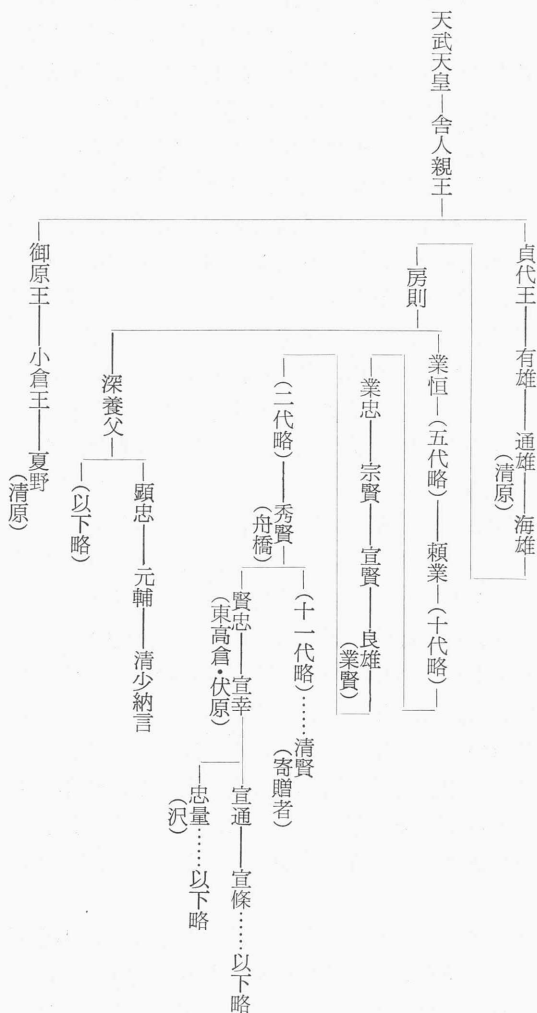 天武天皇―舎人親王―
貞代王―有雄―通雄―海雄
(清原)
房則
業恒―(五代略)―頼業―(十代略)
業忠―宗賢―宣賢―良雄
(業賢)
(二代略)―秀賢
(舟橋)
(十一代略)……清賢
(寄贈者)
賢忠―宣幸
(東高倉・伏原)
宣通―宣條……以下略
忠量……以下略
(沢)
深養父
顕忠―元輔―清少納言
(以下略)
御原王―小倉王―夏野
(清原)